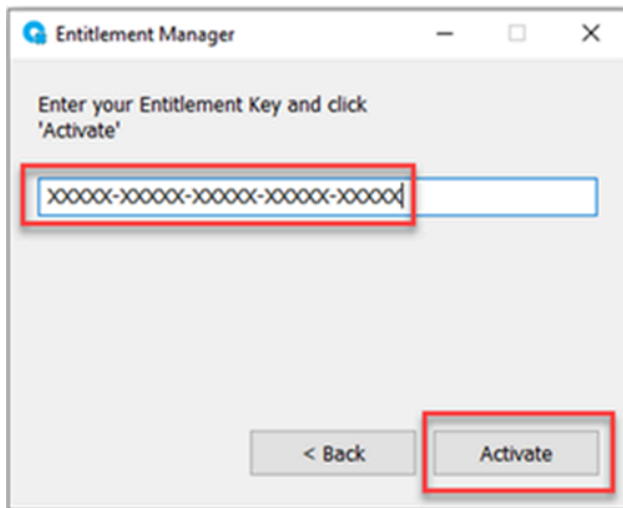 Entitlement Manager
Enter your Entitlement Key and click
'Activate'
XXXXX-XXXXX-XXXXX-XXXXX-XXXXX
< Back
Activate